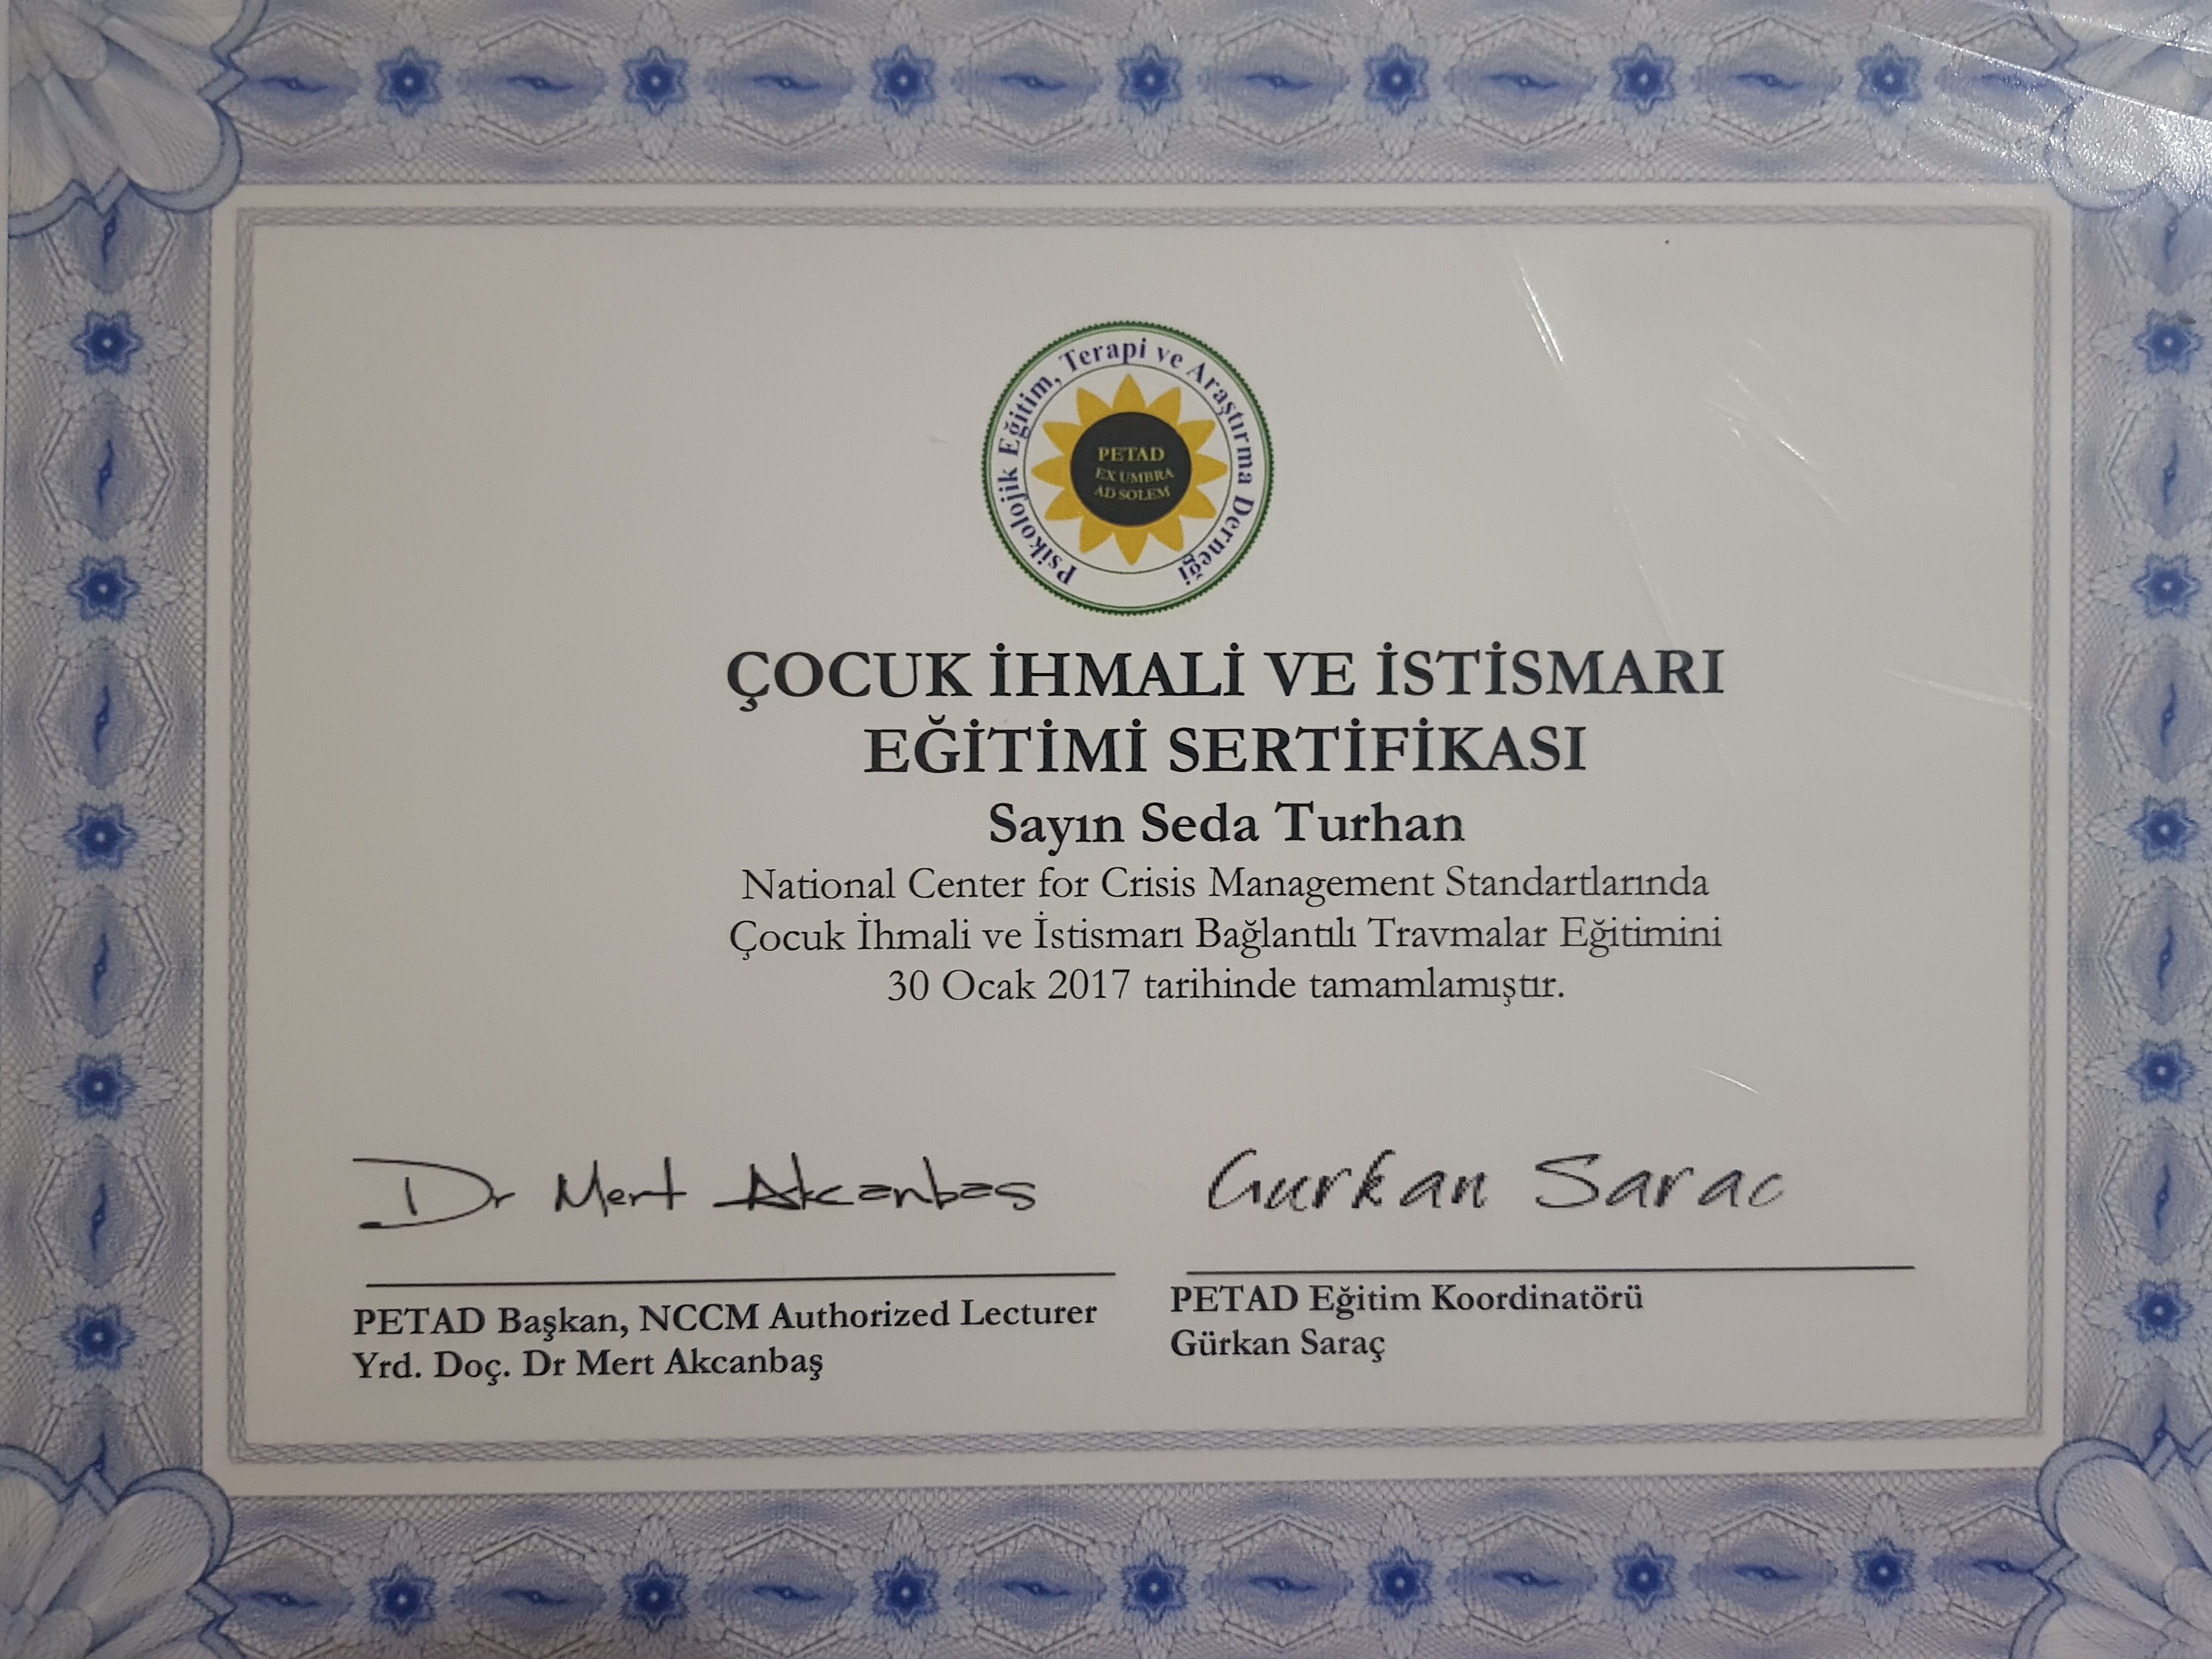 Psikolojik Eğitim, Terapi ve Araştırma Derneği
PETAD
EX UMBRA
AD SOLEM
ÇOCUK İHMALİ VE İSTİSMARI
EĞİTİMİ SERTİFİKASI
Sayın Seda Turhan
National Center for Crisis Management Standartlarında
Çocuk İhmali ve İstismarı Bağlantılı Travmalar Eğitimini
30 Ocak 2017 tarihinde tamamlamıştır.
Dr Mert Akcanbaş
Gurkan Sarac
PETAD Başkan, NCCM Authorized Lecturer
Yrd. Doç. Dr Mert Akcanbaş
PETAD Eğitim Koordinatörü
Gürkan Saraç